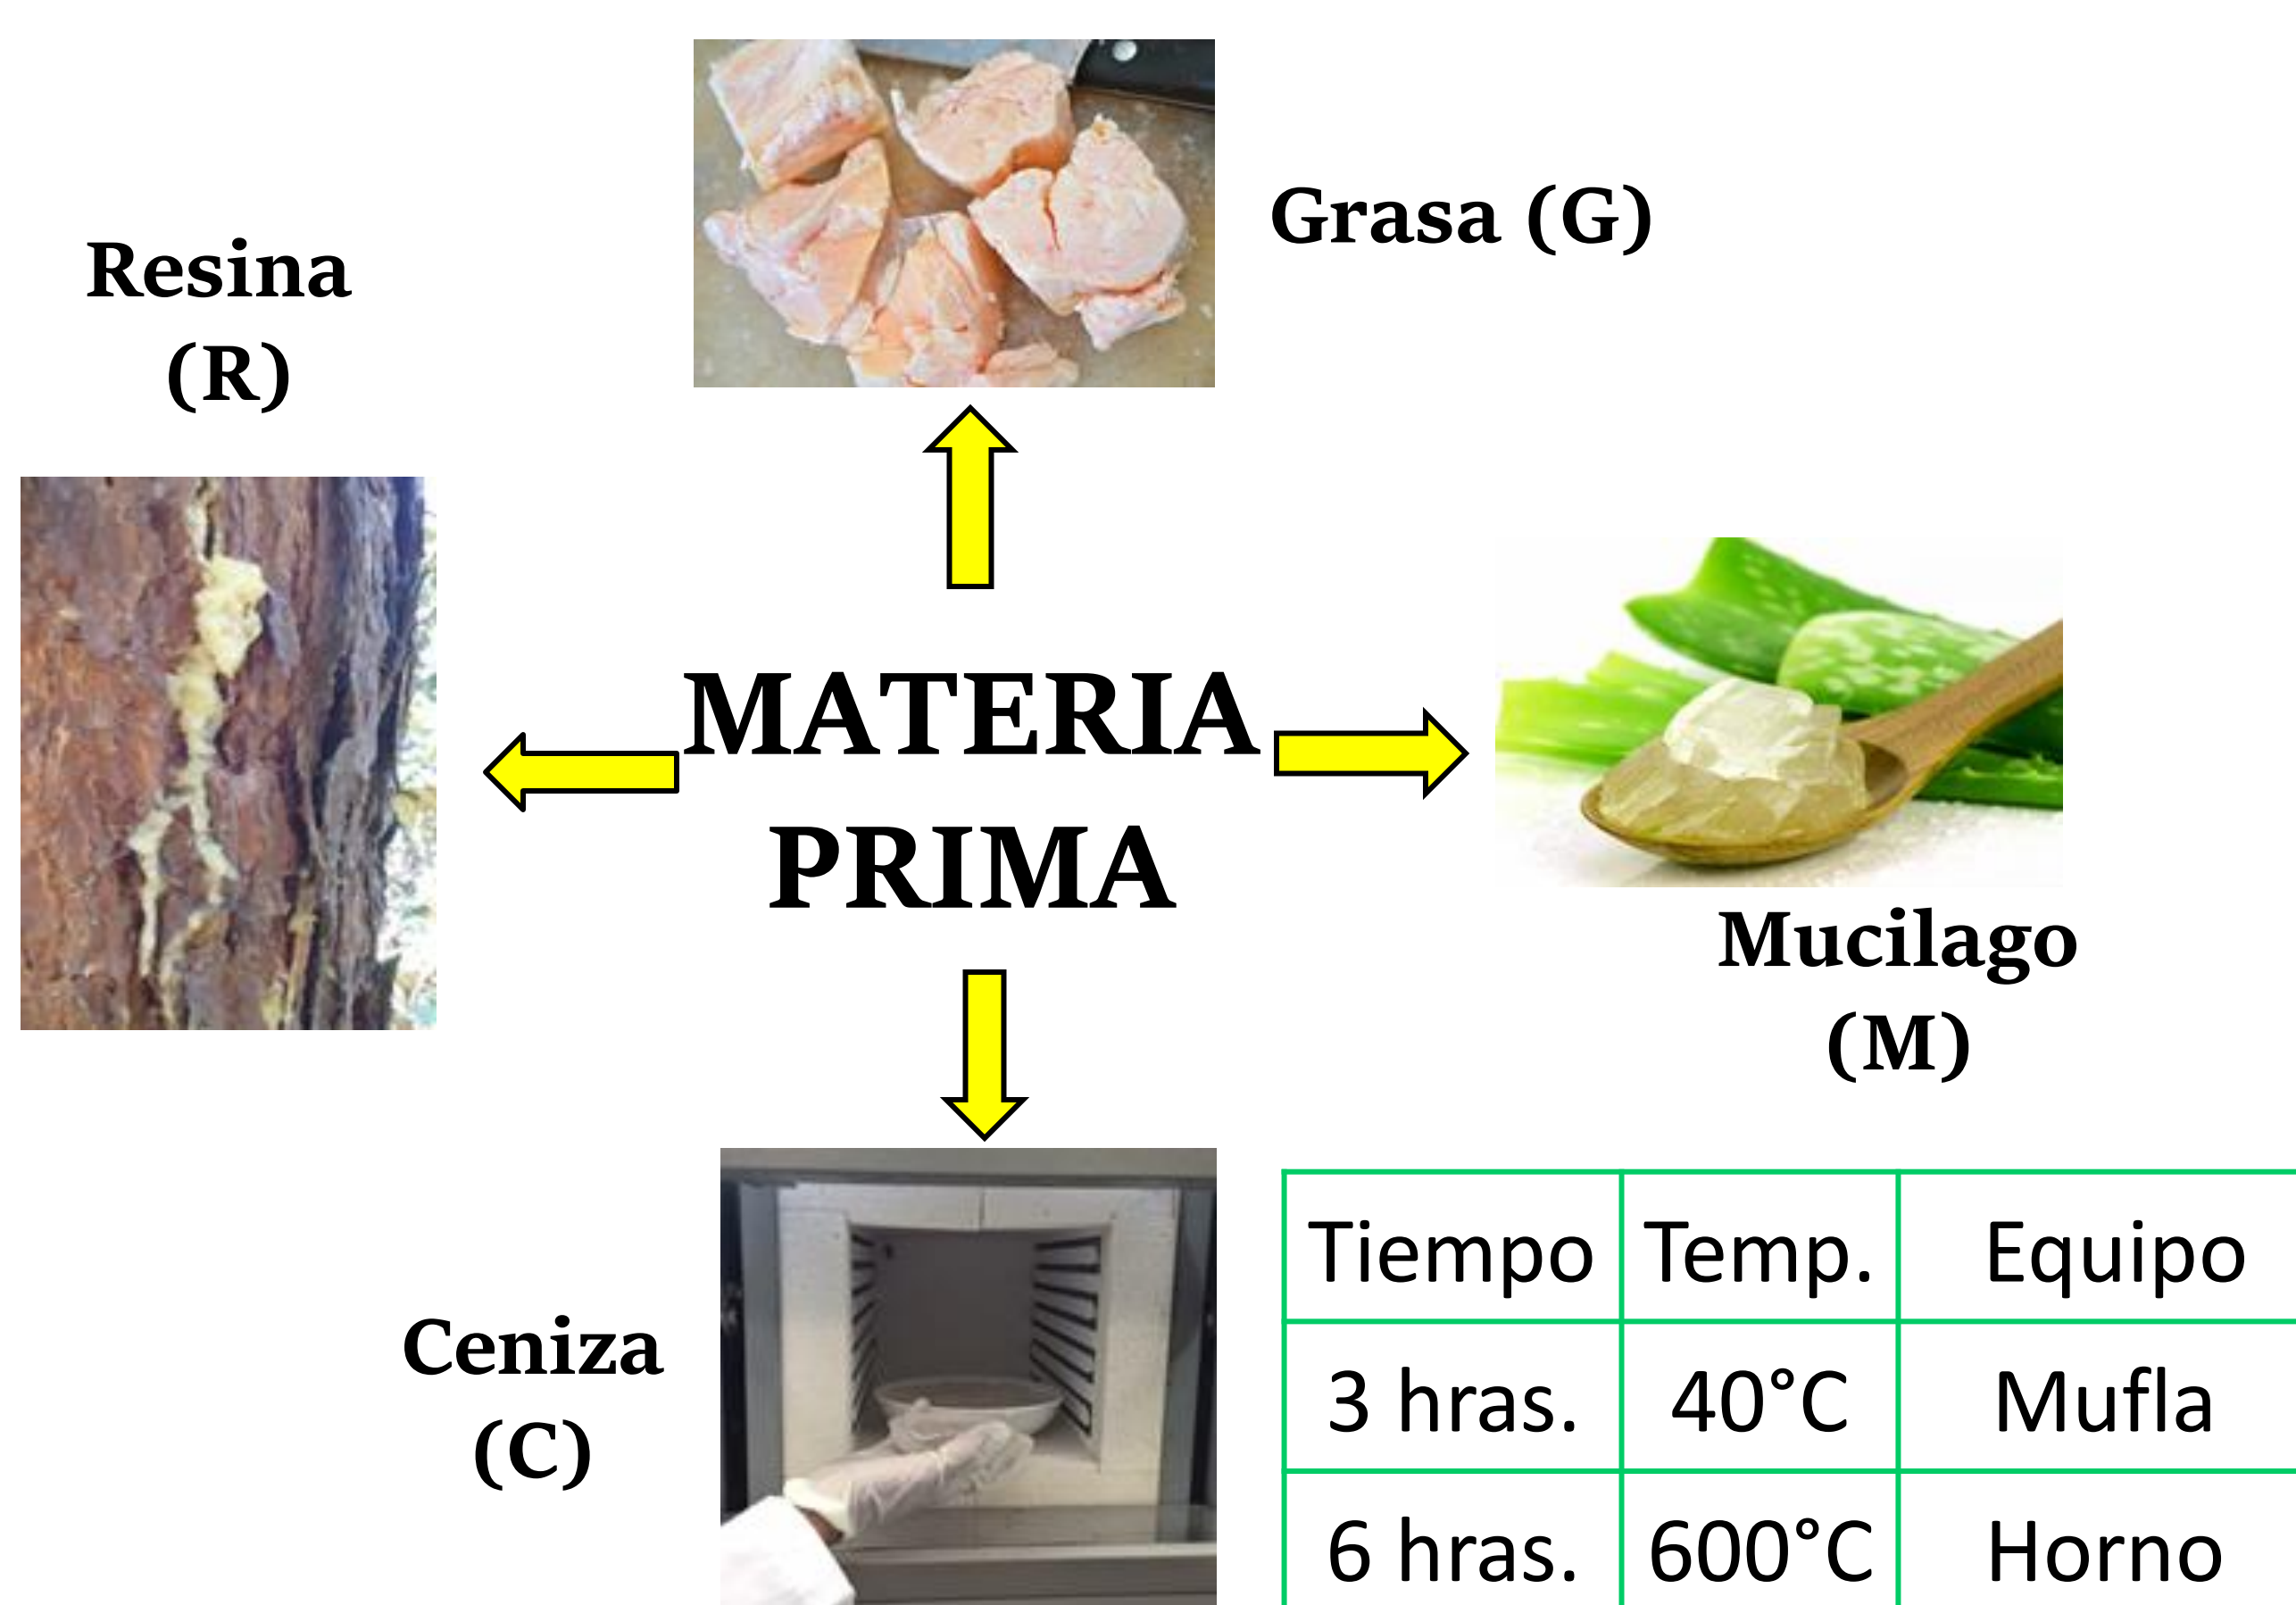 Grasa (G)
Resina
(R)
MATERIA
PRIMA
Mucilago
(M)
Ceniza
(C)
Tiempo Temp. Equipo
3 hras. 40°C Mufla
6 hras. 600°C Horno